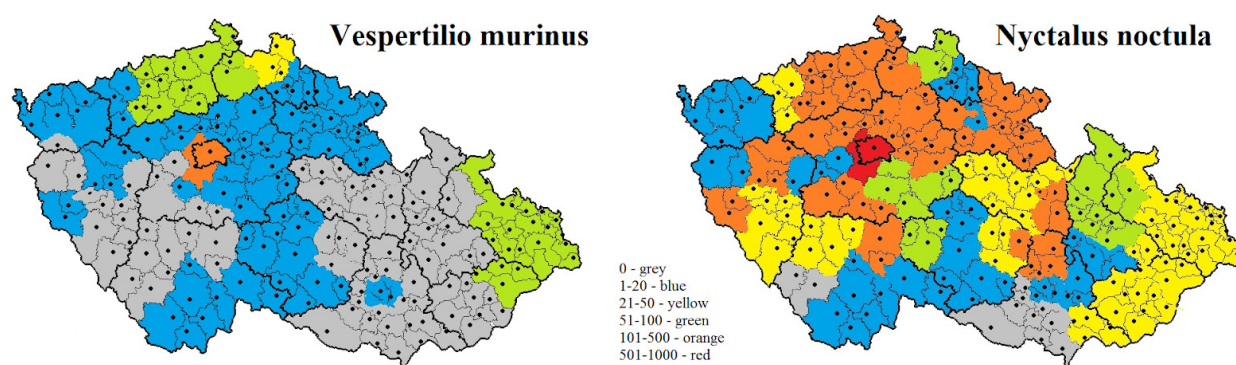 Vespertilio murinus
Nyctalus noctula
0 - grey
1-20 - blue
21-50 - yellow
51-100 - green
101-500 - orange
501-1000 - red